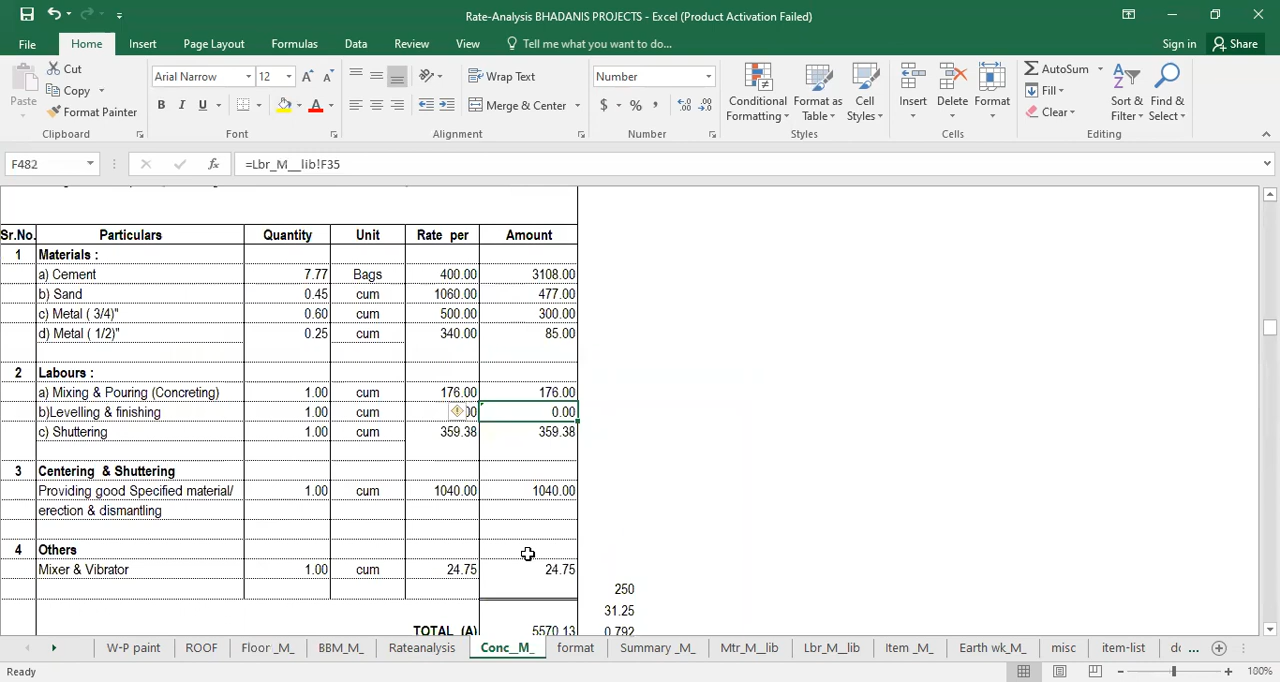 Rate-Analysis BHADANIS PROJECTS - Excel (Product Activation Failed)
File Home Insert Page Layout Formulas Data Review View Tell me what you want to do... Sign in Share
Cut
Copy
Format Painter
Paste
Clipboard
Arial Narrow 12
B I U
Font
Wrap Text
Merge & Center
Alignment
Number
$ % ,
Number
Conditional Formatting
Format as Table
Cell Styles
Styles
Insert Delete Format
Cells
AutoSum
Fill
Clear
Sort & Filter
Find & Select
Editing
F482 fx =Lbr_M__lib!F35
Sr.No. Particulars Quantity Unit Rate per Amount
1 Materials :
a) Cement 7.77 Bags 400.00 3108.00
b) Sand 0.45 cum 1060.00 477.00
c) Metal ( 3/4)" 0.60 cum 500.00 300.00
d) Metal ( 1/2)" 0.25 cum 340.00 85.00
2 Labours :
a) Mixing & Pouring (Concreting) 1.00 cum 176.00 176.00
b)Levelling & finishing 1.00 cum 0.00
c) Shuttering 1.00 cum 359.38 359.38
3 Centering & Shuttering
Providing good Specified material/ 1.00 cum 1040.00 1040.00
erection & dismantling
4 Others
Mixer & Vibrator 1.00 cum 24.75 24.75
250
31.25
TOTAL (A) 5570.13 0.792
W-P paint ROOF Floor _M_ BBM_M_ Rateanalysis Conc__M_ format Summary _M_ Mtr_M__lib Lbr_M__lib Item _M_ Earth wk_M_ misc item-list ...
Ready 100%